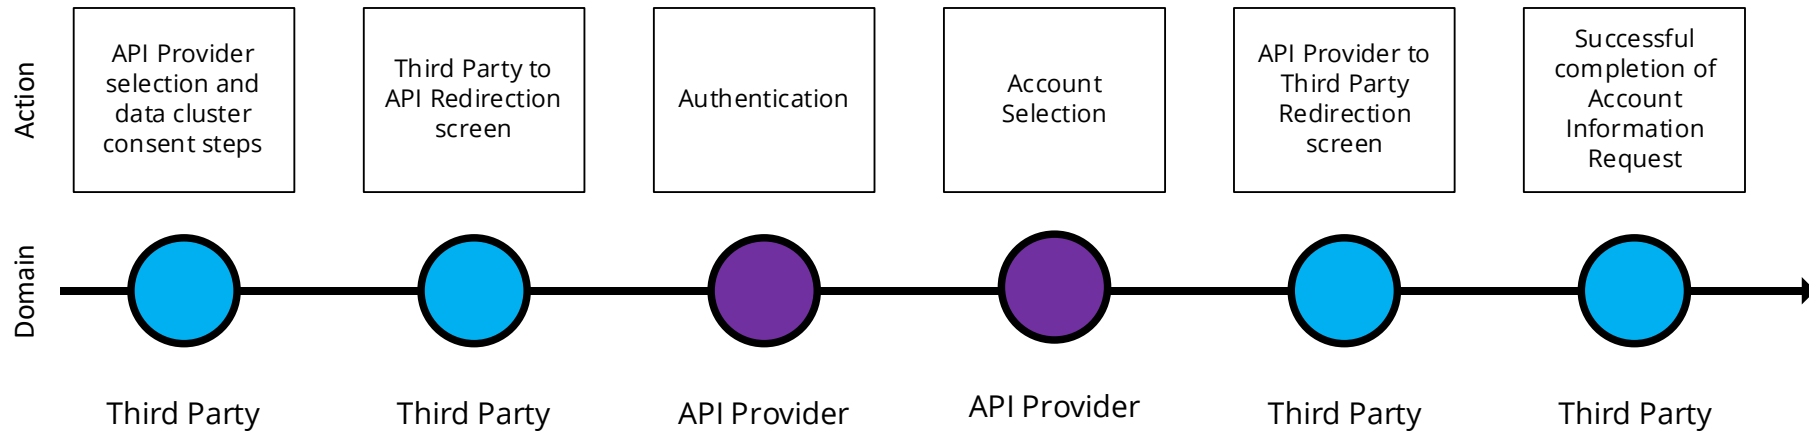 Action
API Provider
selection and
data cluster
consent steps
Third Party to
API Redirection
screen
Authentication
Account
Selection
API Provider to
Third Party
Redirection
screen
Successful
completion of
Account
Information
Request
Domain
Third Party
Third Party
API Provider
API Provider
Third Party
Third Party